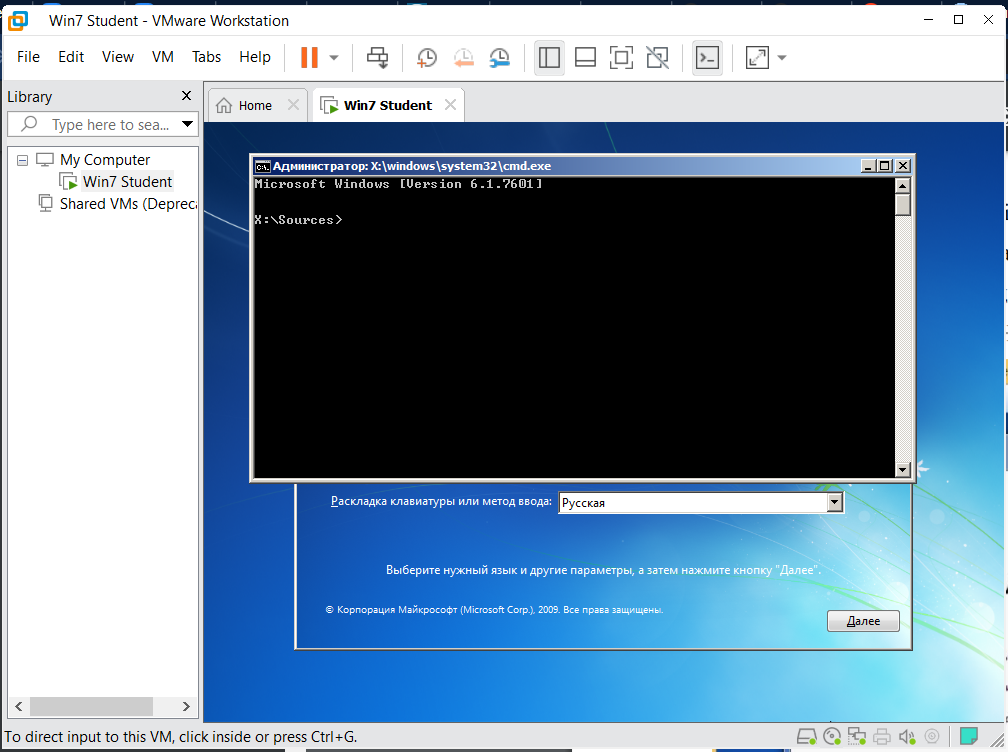 Win7 Student - VMware Workstation
File Edit View VM Tabs Help
Library
Type here to sea...
My Computer
Win7 Student
Shared VMs (Depreca
Home
Win7 Student
Администратор: X:\windows\system32\cmd.exe
Microsoft Windows [Version 6.1.7601]
X:\Sources>
Раскладка клавиатуры или метод ввода: Русская
Выберите нужный язык и другие параметры, а затем нажмите кнопку "Далее".
© Корпорация Майкрософт (Microsoft Corp.), 2009. Все права защищены.
Далее
To direct input to this VM, click inside or press Ctrl+G.